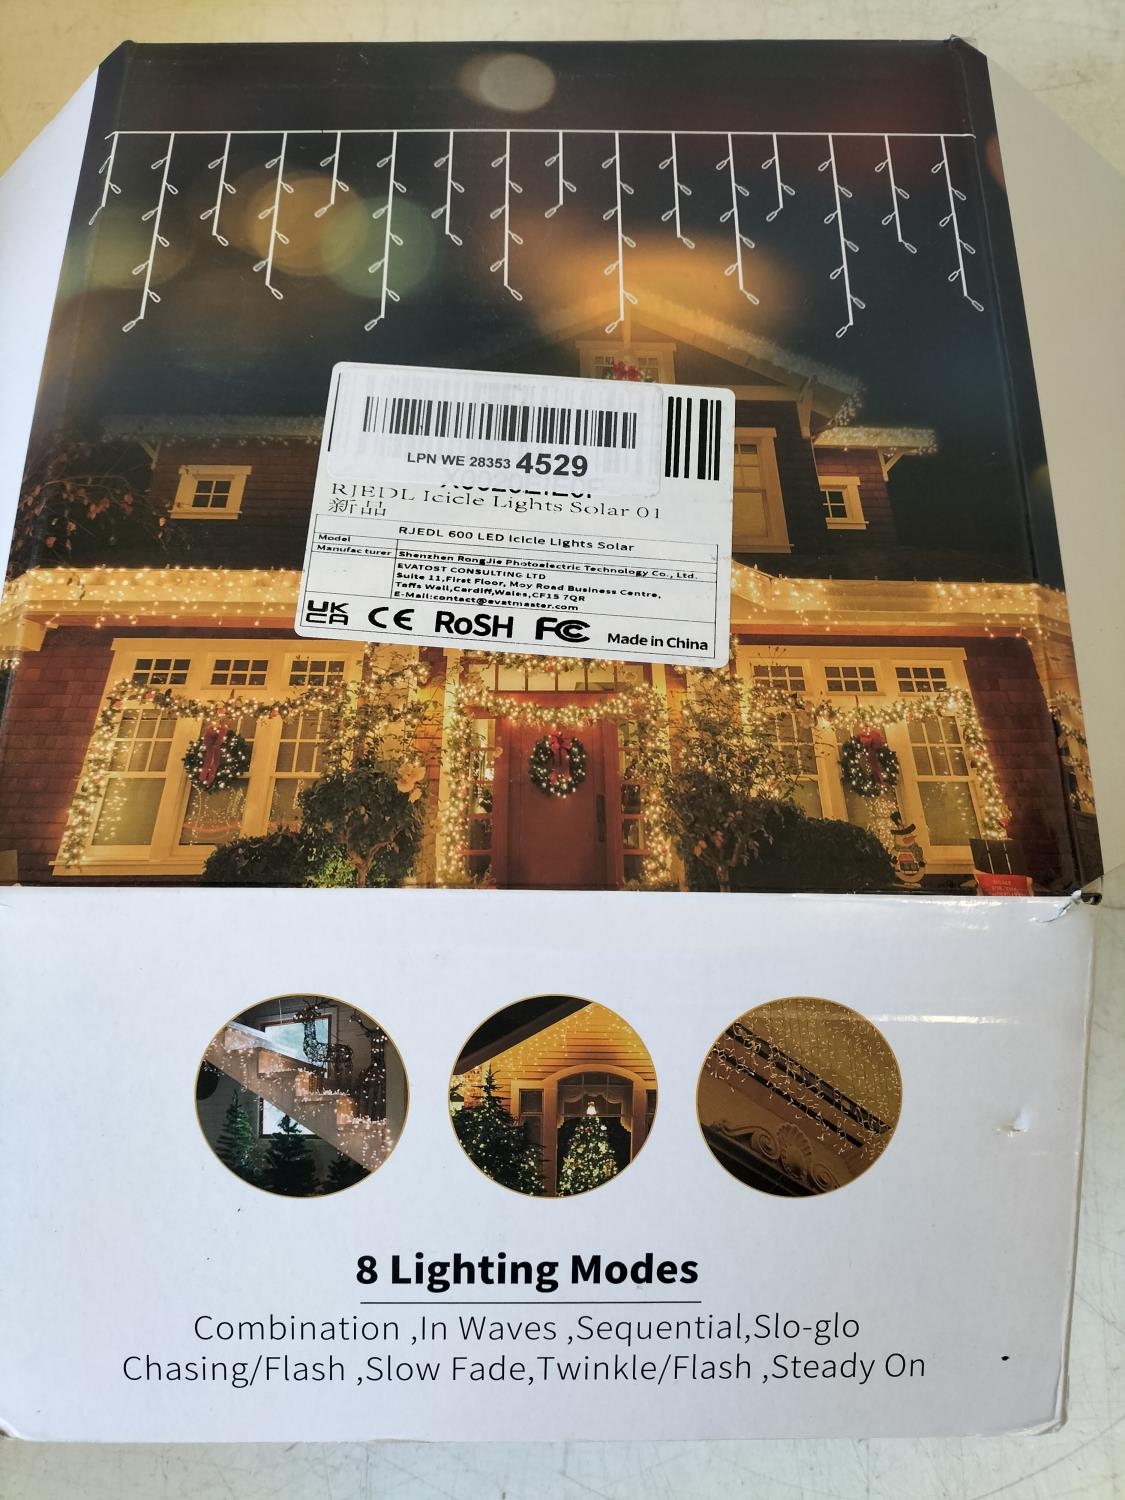 LPN WE 28353 4529
RJEDL Icicle Lights Solar 01
新品
Model RJEDL 600 LED Icicle Lights Solar
Manufacturer Shenzhen RongJie Photoelectric Technology Co., Ltd.
EVATOST CONSULTING LTD
Suite 11,First Floor, Moy Road Business Centre,
Taffs Well,Cardiff,Wales,CF15 7QR
E-Mail:contact@evatmaster.com
UK CA CE RoSH FC Made in China
8 Lighting Modes
Combination ,In Waves ,Sequential,Slo-glo
Chasing/Flash ,Slow Fade,Twinkle/Flash ,Steady On